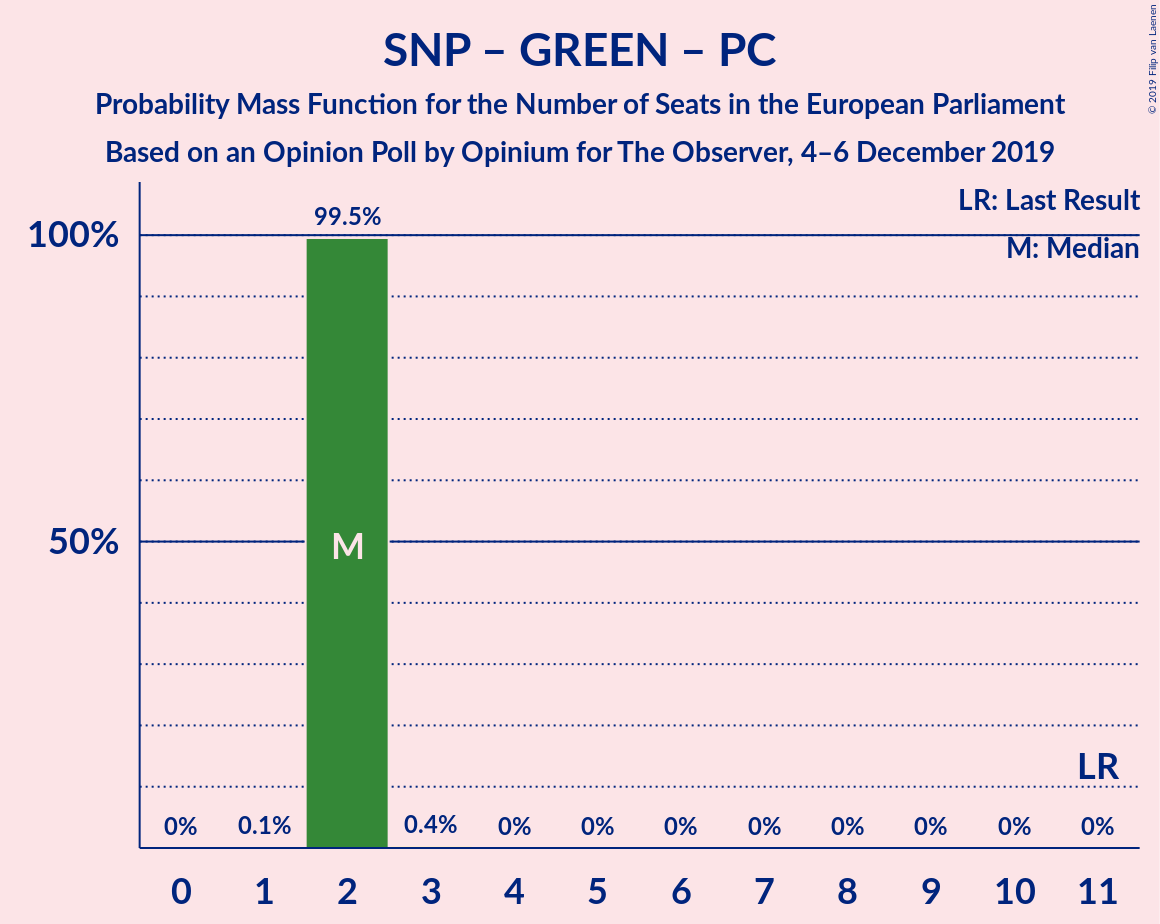 SNP – GREEN – PC
Probability Mass Function for the Number of Seats in the European Parliament
Based on an Opinion Poll by Opinium for The Observer, 4–6 December 2019
© 2019 Filip van Laenen
LR: Last Result
M: Median
99.5%
100%
50%
M
LR
0% 0.1% 0.4% 0% 0% 0% 0% 0% 0% 0% 0%
0 1 2 3 4 5 6 7 8 9 10 11